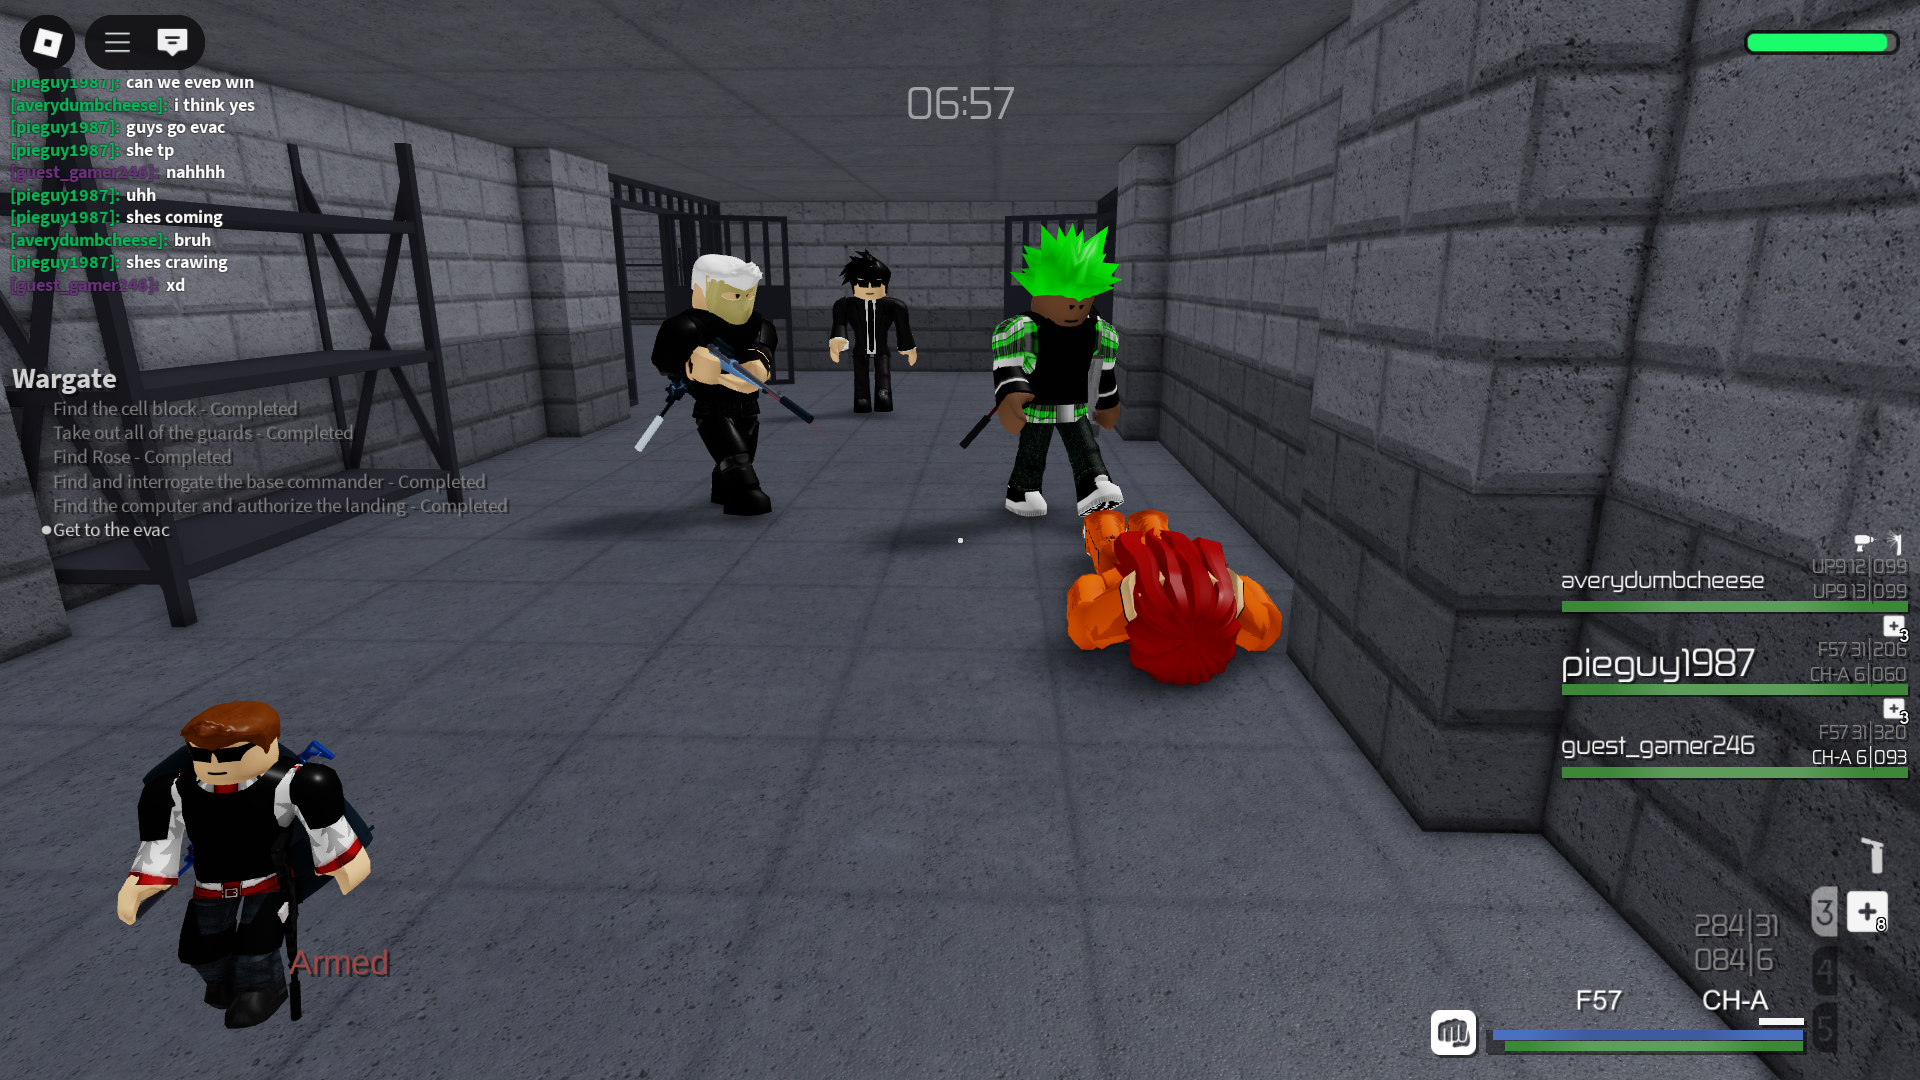 [pieguy1987]: can we eveb win
[averydumbcheese]: i think yes
[pieguy1987]: guys go evac
[pieguy1987]: she tp
[guest_gamer246]: nahhhh
[pieguy1987]: uhh
[pieguy1987]: shes coming
[averydumbcheese]: bruh
[pieguy1987]: shes crawing
[guest_gamer246]: xd
06:57
Wargate
Find the cell block - Completed
Take out all of the guards - Completed
Find Rose - Completed
Find and interrogate the base commander - Completed
Find the computer and authorize the landing - Completed
Get to the evac
averydumbcheese
UP9 12|099
UP9 13|099
3
pieguy1987
F57 31|206
CH-A 6|060
3
guest_gamer246
F57 31|320
CH-A 6|093
Armed
3
8
284|31
084|6
4
F57 CH-A
5